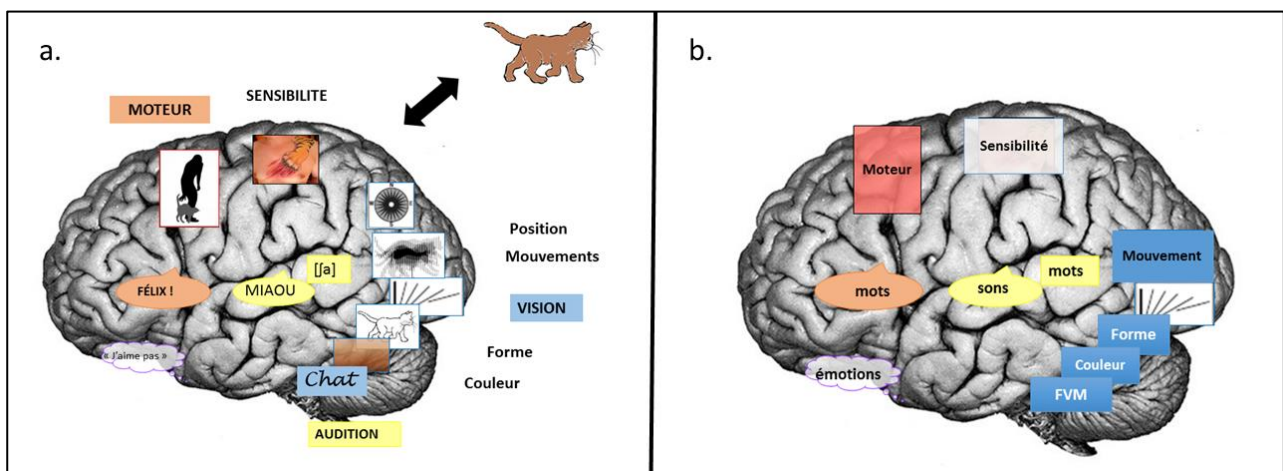 a.
SENSIBILITE
MOTEUR
Position
Mouvements
[ʃa]
FÉLIX !
MIAOU
VISION
« J'aime pas »
Forme
Chat
Couleur
AUDITION
b.
Moteur
Sensibilité
Mouvement
mots
sons
mots
Forme
émotions
Couleur
FVM